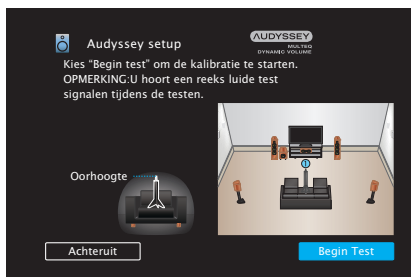 Audyssey setup
AUDYSSEY
MULTEQ
DYNAMIC VOLUME
Kies “Begin test” om de kalibratie te starten.
OPMERKING:U hoort een reeks luide test
signalen tijdens de testen.
Oorhoogte
1
Achteruit
Begin Test